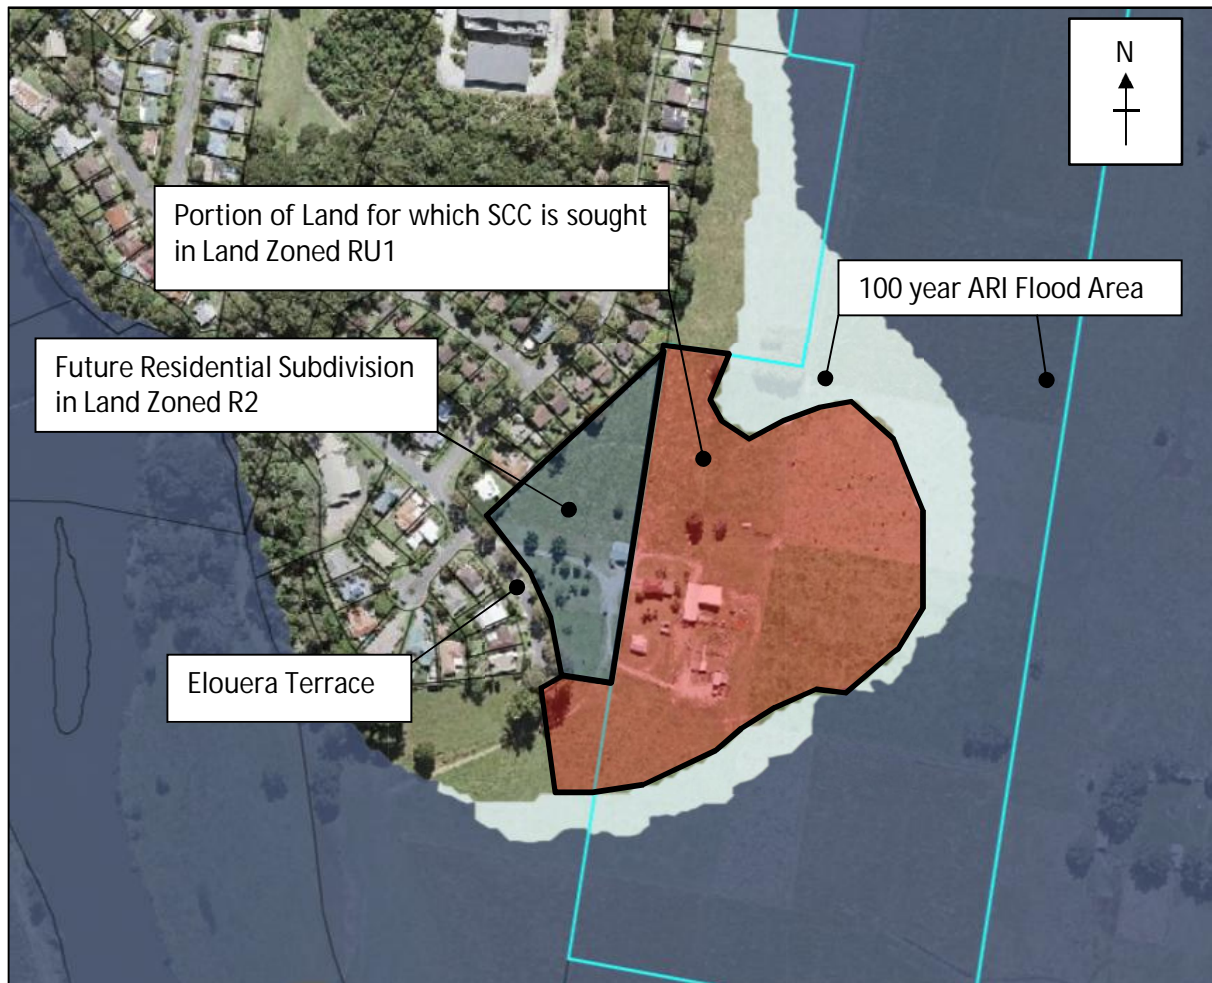 N
Portion of Land for which SCC is sought
in Land Zoned RU1
100 year ARI Flood Area
Future Residential Subdivision
in Land Zoned R2
Elouera Terrace